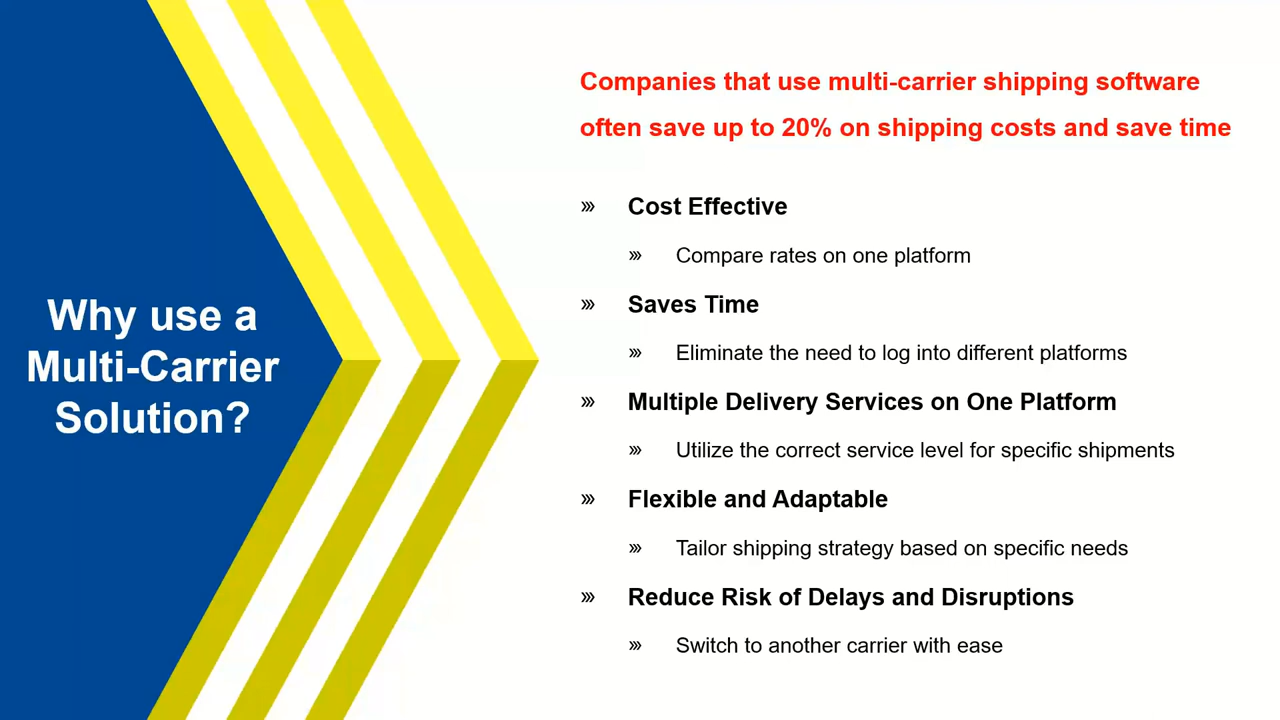 Why use a
Multi-Carrier
Solution?
Companies that use multi-carrier shipping software
often save up to 20% on shipping costs and save time
Cost Effective
Compare rates on one platform
Saves Time
Eliminate the need to log into different platforms
Multiple Delivery Services on One Platform
Utilize the correct service level for specific shipments
Flexible and Adaptable
Tailor shipping strategy based on specific needs
Reduce Risk of Delays and Disruptions
Switch to another carrier with ease